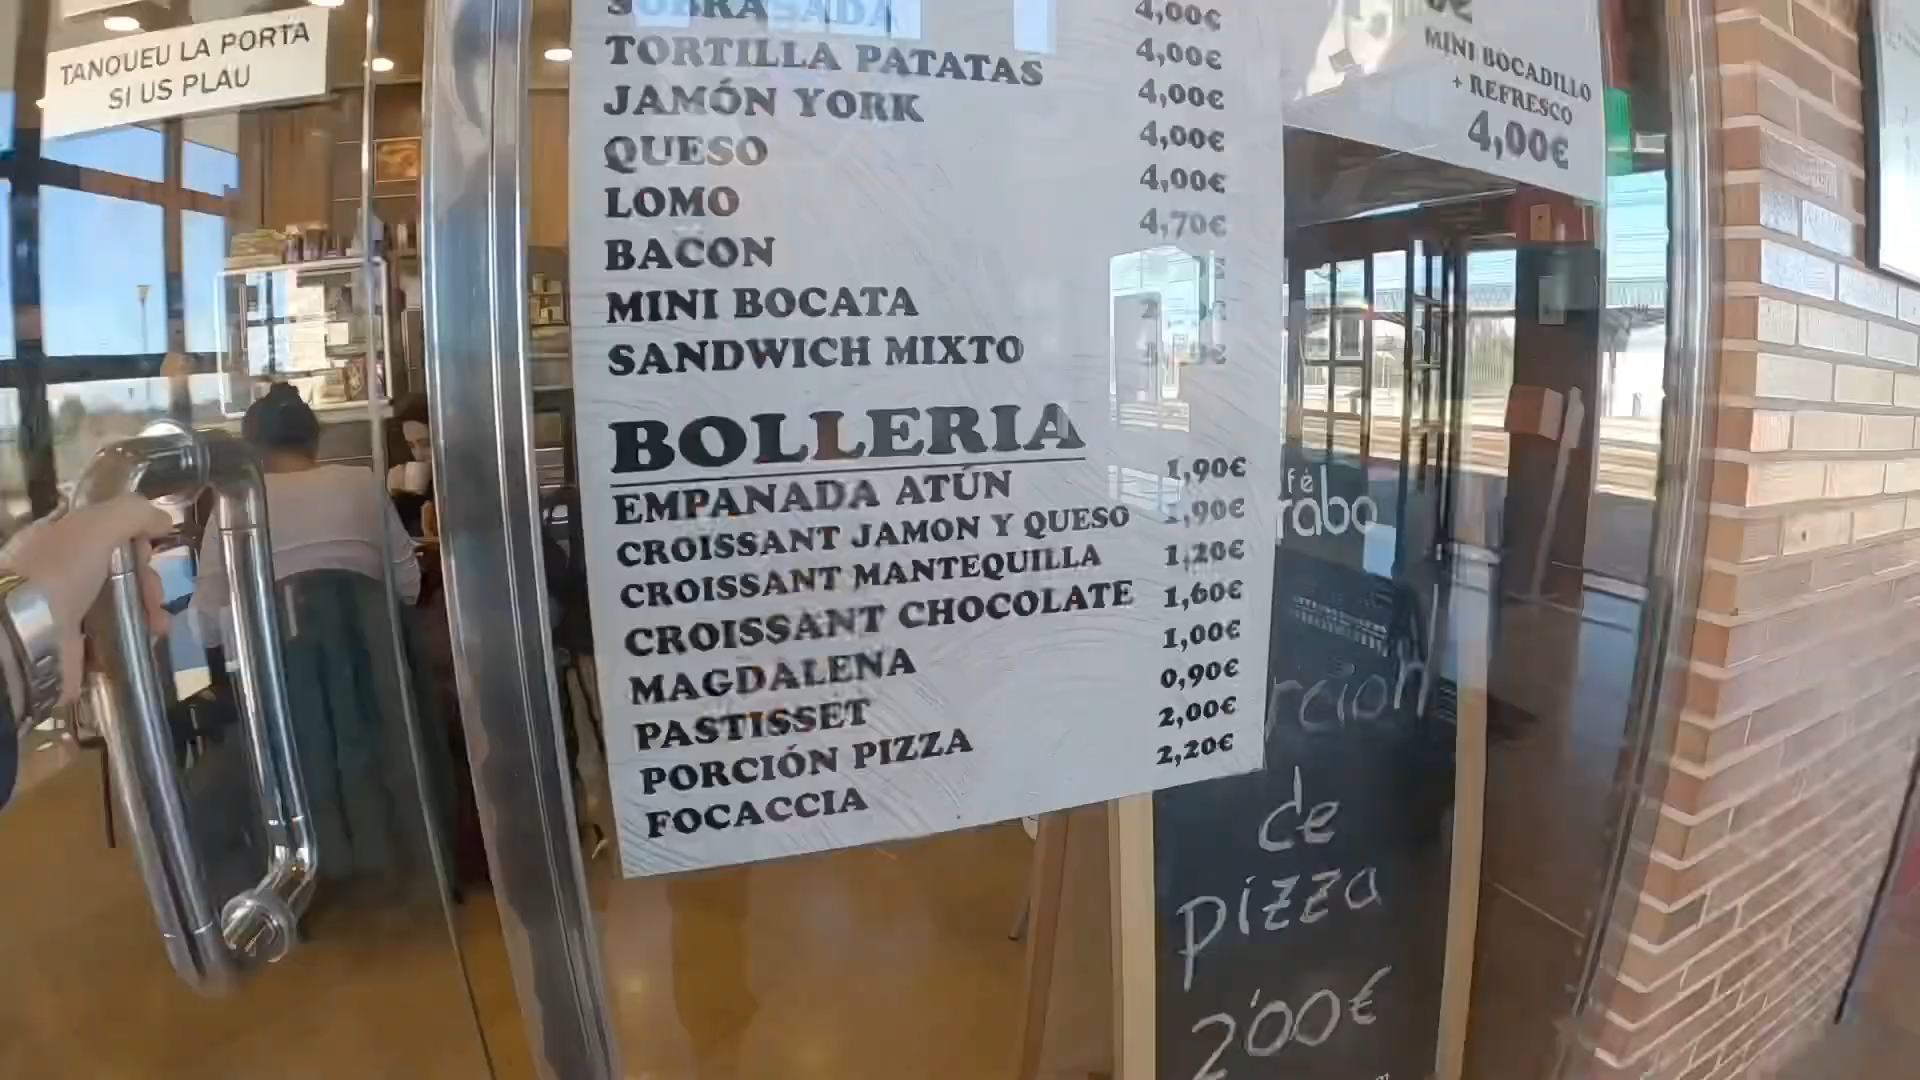 TANQUEU LA PORTA
SI US PLAU
SOBRASADA
TORTILLA PATATAS
JAMÓN YORK
QUESO
LOMO
BACON
MINI BOCATA
SANDWICH MIXTO
4,00€
4,00€
4,00€
4,00€
4,00€
4,70€
BOLLERIA
EMPANADA ATÚN 1,90€
CROISSANT JAMON Y QUESO 1,90€
CROISSANT MANTEQUILLA 1,20€
CROISSANT CHOCOLATE 1,60€
MAGDALENA 1,00€
PASTISSET 0,90€
PORCIÓN PIZZA 2,00€
FOCACCIA 2,20€
MINI BOCADILLO
+ REFRESCO
4,00€
fé
rabo
rcion
de
pizza
2'00€